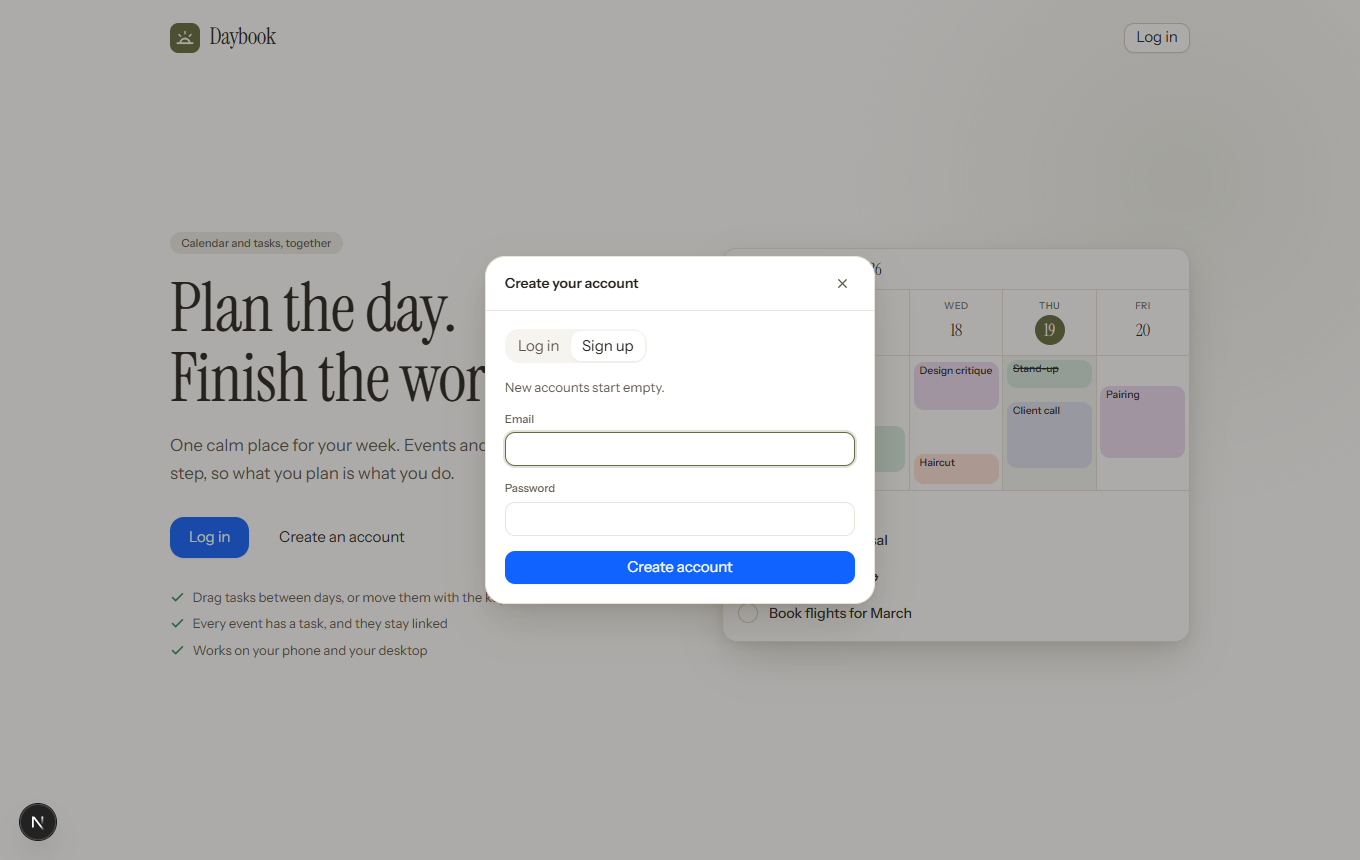 Daybook
Log in
Calendar and tasks, together
Plan the day.
Finish the wor
One calm place for your week. Events and
step, so what you plan is what you do.
Log in
Create an account
Drag tasks between days, or move them with the k
Every event has a task, and they stay linked
Works on your phone and your desktop
Create your account
Log in
Sign up
New accounts start empty.
Email
Password
Create account
WED
THU
FRI
18
19
20
Design critique
Stand-up
Pairing
Client call
Haircut
Book flights for March
N